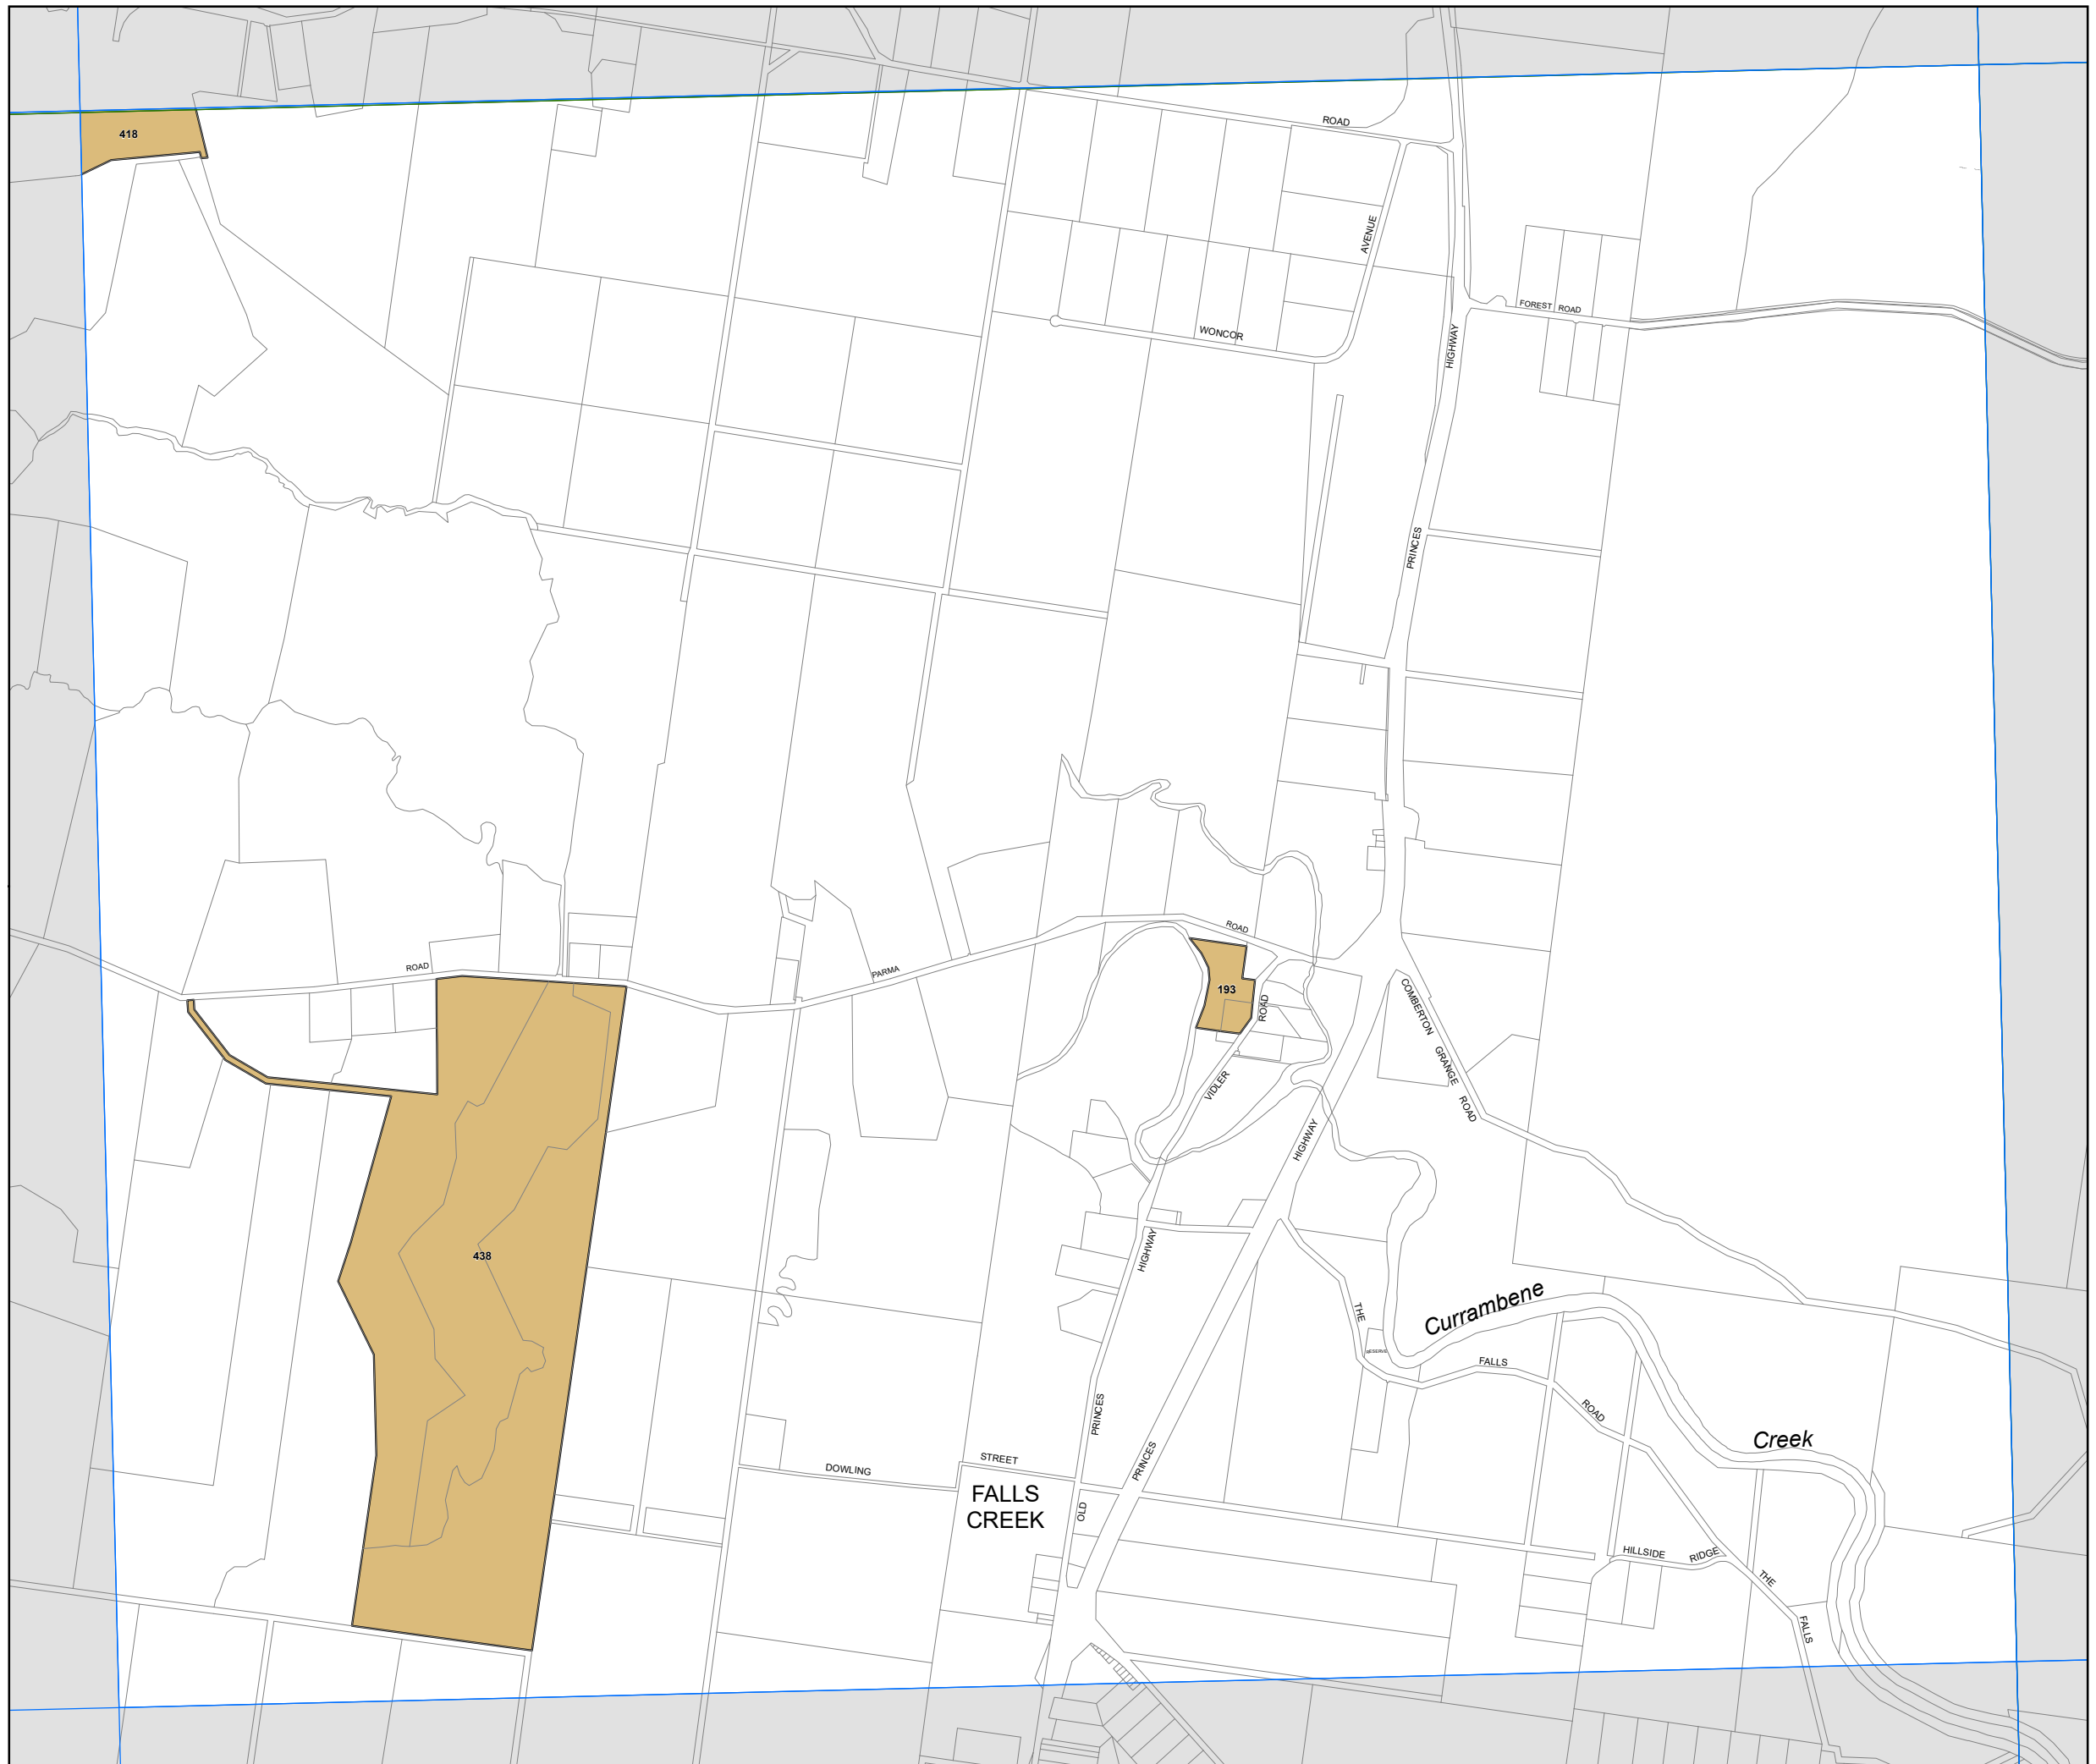 ROAD
418
AVENUE
FOREST ROAD
WONCOR
HIGHWAY
PRINCES
ROAD
ROAD
PARMA
193
ROAD
COMBERTON
GRANGE
ROAD
VIDLER
HIGHWAY
438
HIGHWAY
THE
Currambene
RESERVE
FALLS
ROAD
PRINCES
Creek
STREET
PRINCES
DOWLING
FALLS
CREEK
OLD
HILLSIDE
RIDGE
THE
FALLS